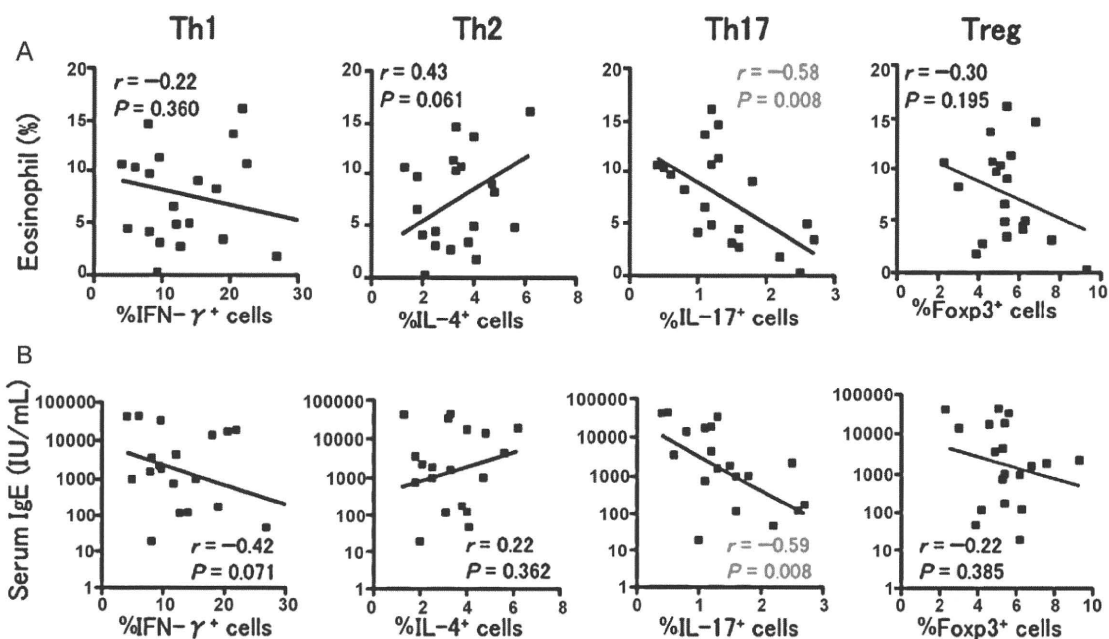 Th1 Th2 Th17 Treg
A
Eosinophil (%)
20
15
10
5
0
r = −0.22
P = 0.360
0 10 20 30
%IFN-γ+ cells
20
15
10
5
0
r = 0.43
P = 0.061
0 2 4 6 8
%IL-4+ cells
20
15
10
5
0
r = −0.58
P = 0.008
0 1 2 3
%IL-17+ cells
20
15
10
5
0
r = −0.30
P = 0.195
0 2 4 6 8 10
%Foxp3+ cells
B
Serum IgE (IU/mL)
100000
10000
1000
100
10
1
r = −0.42
P = 0.071
0 10 20 30
%IFN-γ+ cells
100000
10000
1000
100
10
1
r = 0.22
P = 0.362
0 2 4 6 8
%IL-4+ cells
100000
10000
1000
100
10
1
r = −0.59
P = 0.008
0 1 2 3
%IL-17+ cells
100000
10000
1000
100
10
1
r = −0.22
P = 0.385
0 2 4 6 8 10
%Foxp3+ cells